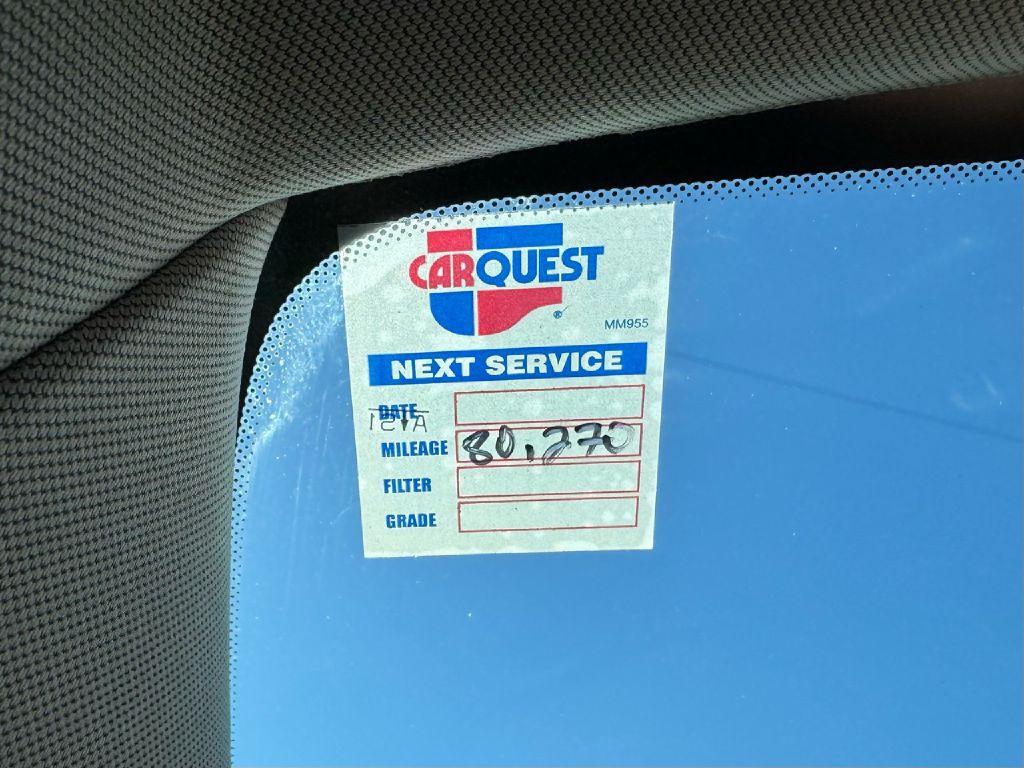 CARQUEST
®
MM955
NEXT SERVICE
DATE
MILEAGE 80,270
FILTER
GRADE